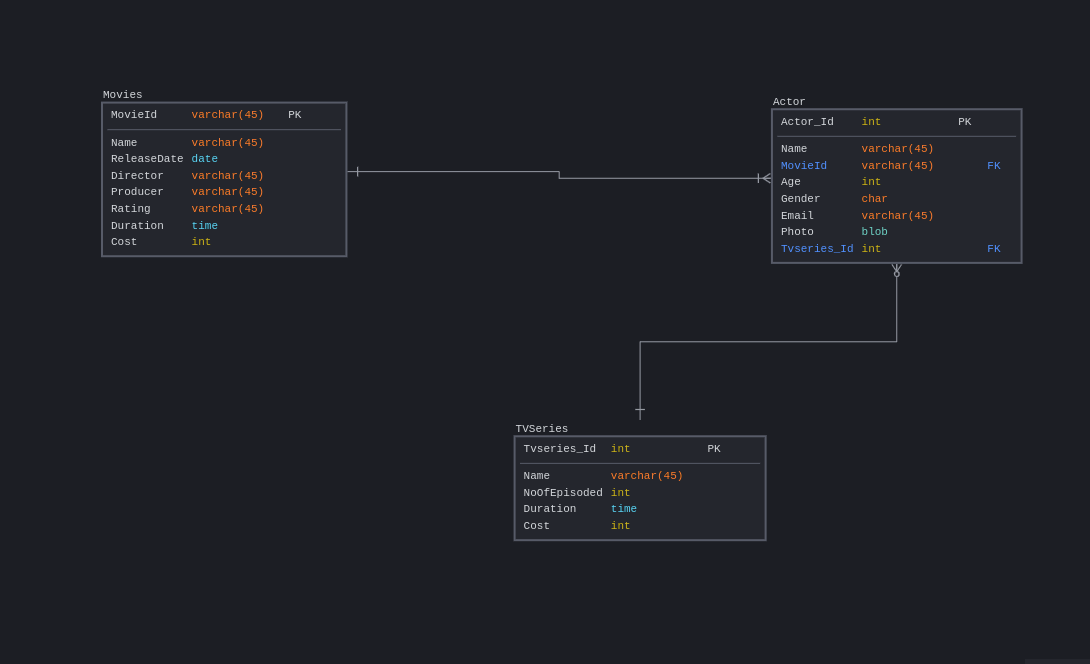 Movies
MovieId varchar(45) PK
Name varchar(45)
ReleaseDate date
Director varchar(45)
Producer varchar(45)
Rating varchar(45)
Duration time
Cost int
Actor
Actor_Id int PK
Name varchar(45)
MovieId varchar(45) FK
Age int
Gender char
Email varchar(45)
Photo blob
Tvseries_Id int FK
TVSeries
Tvseries_Id int PK
Name varchar(45)
NoOfEpisoded int
Duration time
Cost int